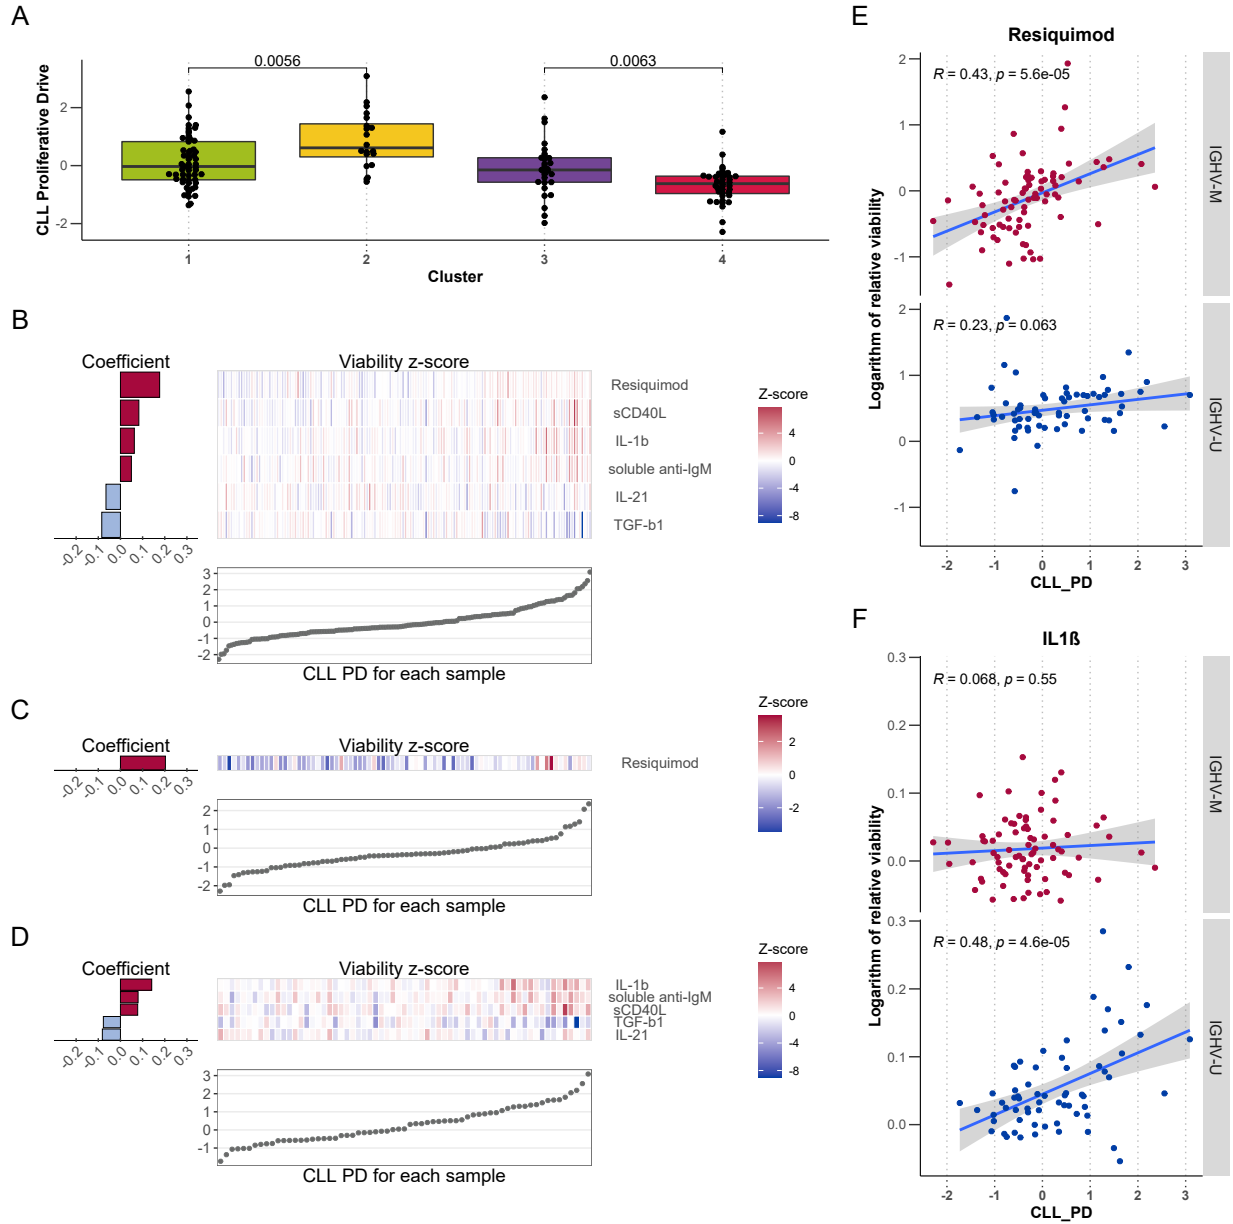 A
0.0056
0.0063
CLL Proliferative Drive
2
0
-2
1
2
3
4
Cluster
B
Coefficient
Viability z-score
Resiquimod
sCD40L
IL-1b
soluble anti-IgM
IL-21
TGF-b1
Z-score
4
0
-4
-8
-0.2
-0.1
0.0
0.1
0.2
0.3
3
2
1
0
-1
-2
CLL PD for each sample
C
Coefficient
Viability z-score
Resiquimod
Z-score
2
0
-2
-0.2
-0.1
0.0
0.1
0.2
0.3
2
1
0
-1
-2
CLL PD for each sample
D
Coefficient
Viability z-score
IL-1b
soluble anti-IgM
sCD40L
TGF-b1
IL-21
Z-score
4
0
-4
-8
-0.2
-0.1
0.0
0.1
0.2
0.3
3
2
1
0
-1
CLL PD for each sample
E
Resiquimod
R = 0.43, p = 5.6e-05
2
1
0
-1
IGHV-M
Logarithm of relative viability
R = 0.23, p = 0.063
2
1
0
-1
IGHV-U
-2
-1
0
1
2
3
CLL_PD
F
IL1ß
R = 0.068, p = 0.55
0.3
0.2
0.1
0.0
IGHV-M
Logarithm of relative viability
R = 0.48, p = 4.6e-05
0.3
0.2
0.1
0.0
IGHV-U
-2
-1
0
1
2
3
CLL_PD